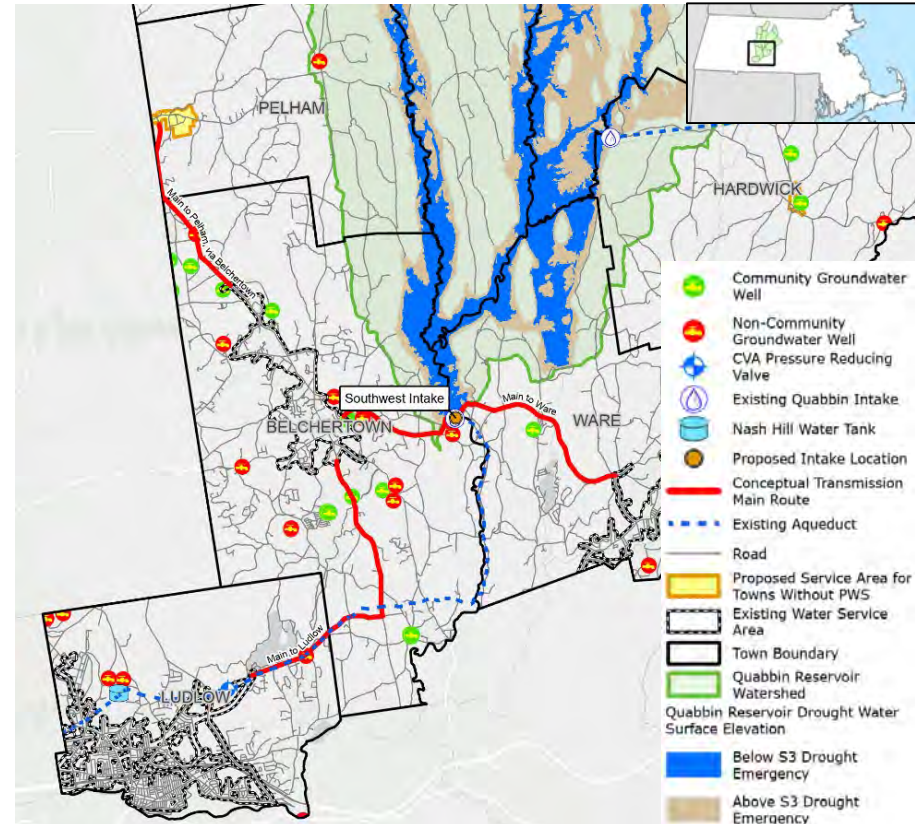 PELHAM
HARDWICK
Main to Pelham, via Belchertown
Southwest Intake
Main to Ware
BELCHERTOWN
WARE
Main to Ludlow
LUDLOW
Community Groundwater
Well
Non-Community
Groundwater Well
CVA Pressure Reducing
Valve
Existing Quabbin Intake
Nash Hill Water Tank
Proposed Intake Location
Conceptual Transmission
Main Route
Existing Aqueduct
Road
Proposed Service Area for
Towns Without PWS
Existing Water Service
Area
Town Boundary
Quabbin Reservoir
Watershed
Quabbin Reservoir Drought Water
Surface Elevation
Below S3 Drought
Emergency
Above S3 Drought
Emergency